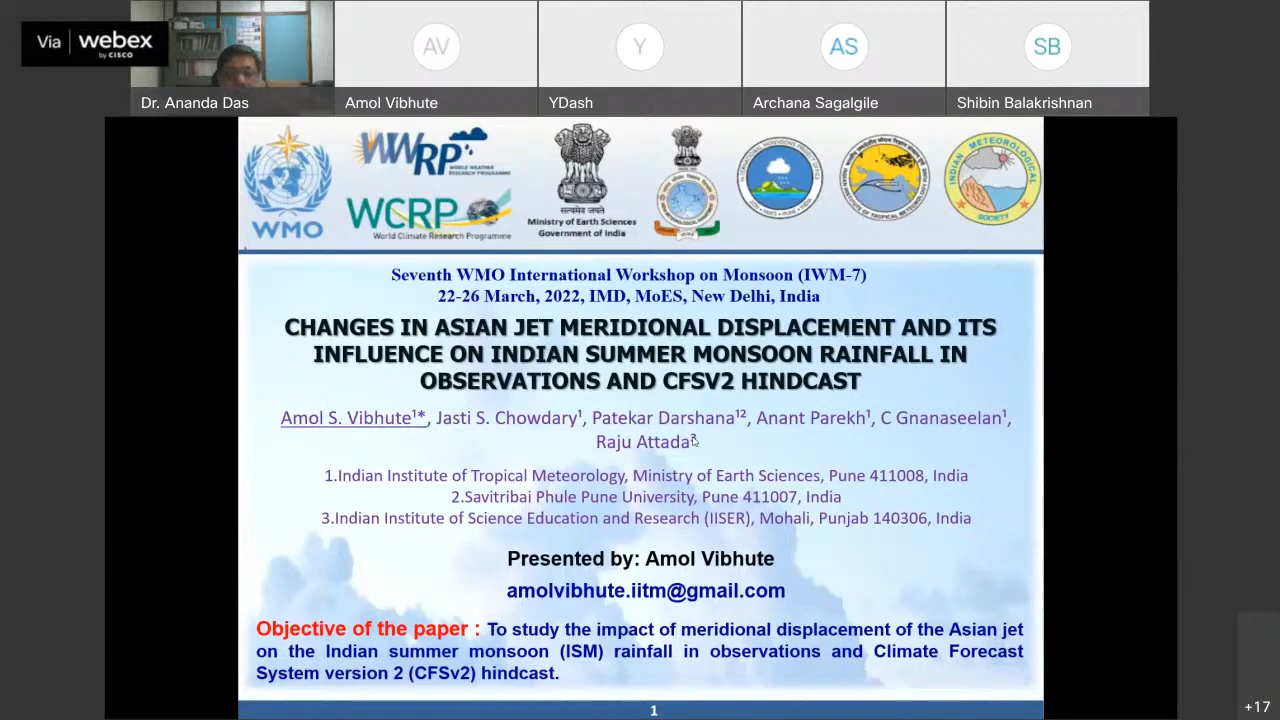 Via webex
by CISCO
AV
Y
AS
SB
Dr. Ananda Das
Amol Vibhute
YDash
Archana Sagalgile
Shibin Balakrishnan
WMO
WWRP
WORLD WEATHER
RESEARCH PROGRAMME
WCRP
World Climate Research Programme
सत्यमेव जयते
Ministry of Earth Sciences
Government of India
INDIAN METEOROLOGICAL
SOCIETY
Seventh WMO International Workshop on Monsoon (IWM-7)
22-26 March, 2022, IMD, MoES, New Delhi, India
CHANGES IN ASIAN JET MERIDIONAL DISPLACEMENT AND ITS
INFLUENCE ON INDIAN SUMMER MONSOON RAINFALL IN
OBSERVATIONS AND CFSV2 HINDCAST
Amol S. Vibhute¹*, Jasti S. Chowdary¹, Patekar Darshana¹², Anant Parekh¹, C Gnanaseelan¹,
Raju Attada³
1.Indian Institute of Tropical Meteorology, Ministry of Earth Sciences, Pune 411008, India
2.Savitribai Phule Pune University, Pune 411007, India
3.Indian Institute of Science Education and Research (IISER), Mohali, Punjab 140306, India
Presented by: Amol Vibhute
amolvibhute.iitm@gmail.com
Objective of the paper : To study the impact of meridional displacement of the Asian jet
on the Indian summer monsoon (ISM) rainfall in observations and Climate Forecast
System version 2 (CFSv2) hindcast.
1
+17